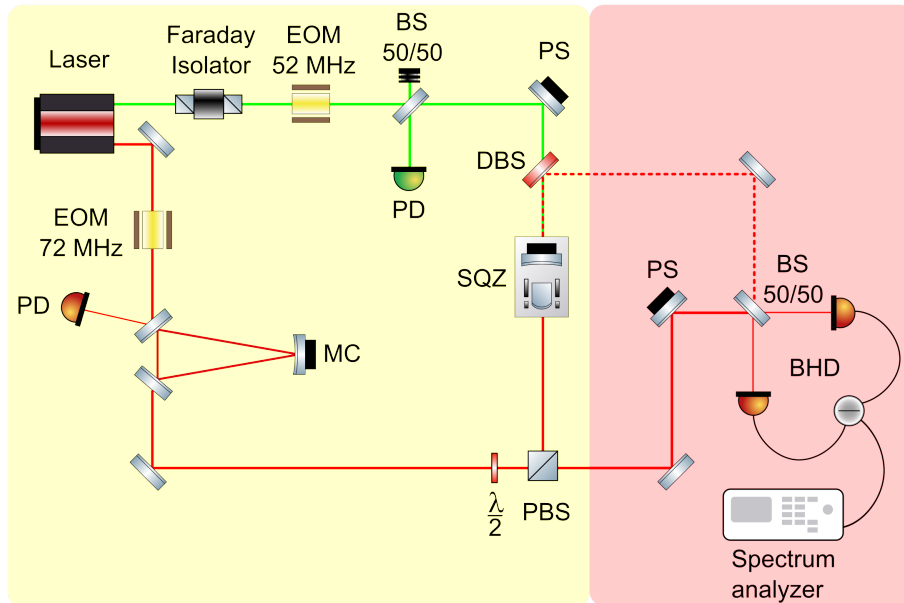 Laser
Faraday
Isolator
EOM
52 MHz
BS
50/50
PS
DBS
PD
EOM
72 MHz
SQZ
PS
BS
50/50
PD
MC
BHD
λ
2
PBS
Spectrum
analyzer